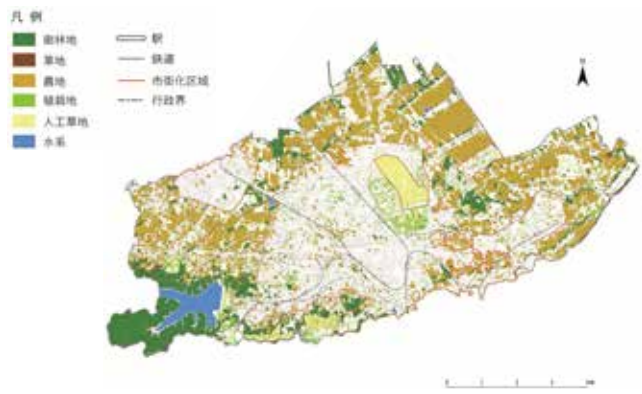 凡 例
樹林地
草地
農地
植栽地
人工草地
水系
駅
鉄道
市街化区域
行政界
N